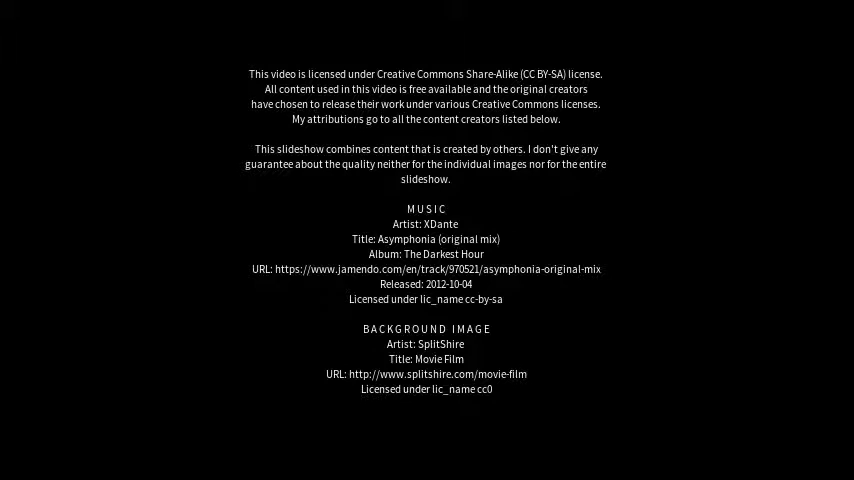 This video is licensed under Creative Commons Share-Alike (CC BY-SA) license.
All content used in this video is free available and the original creators
have chosen to release their work under various Creative Commons licenses.
My attributions go to all the content creators listed below.
This slideshow combines content that is created by others. I don't give any
guarantee about the quality neither for the individual images nor for the entire
slideshow.
MUSIC
Artist: XDante
Title: Asymphonia (original mix)
Album: The Darkest Hour
URL: https://www.jamendo.com/en/track/970521/asymphonia-original-mix
Released: 2012-10-04
Licensed under lic_name cc-by-sa
BACKGROUND IMAGE
Artist: SplitShire
Title: Movie Film
URL: http://www.splitshire.com/movie-film
Licensed under lic_name cc0